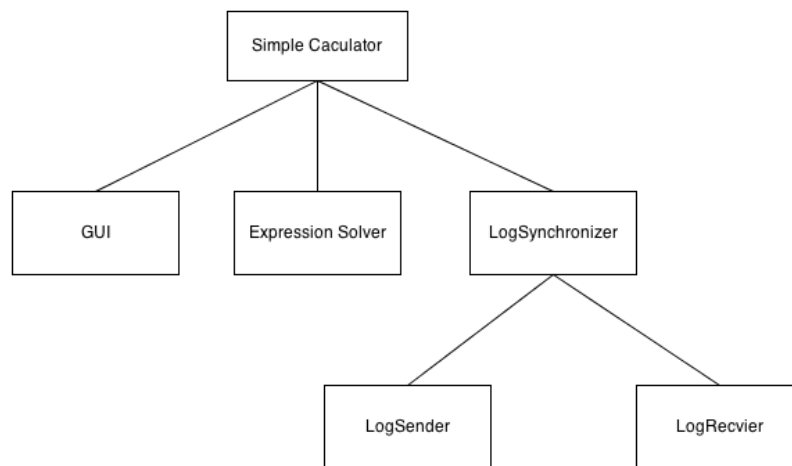 Simple Caculator
GUI
Expression Solver
LogSynchronizer
LogSender
LogRecvier